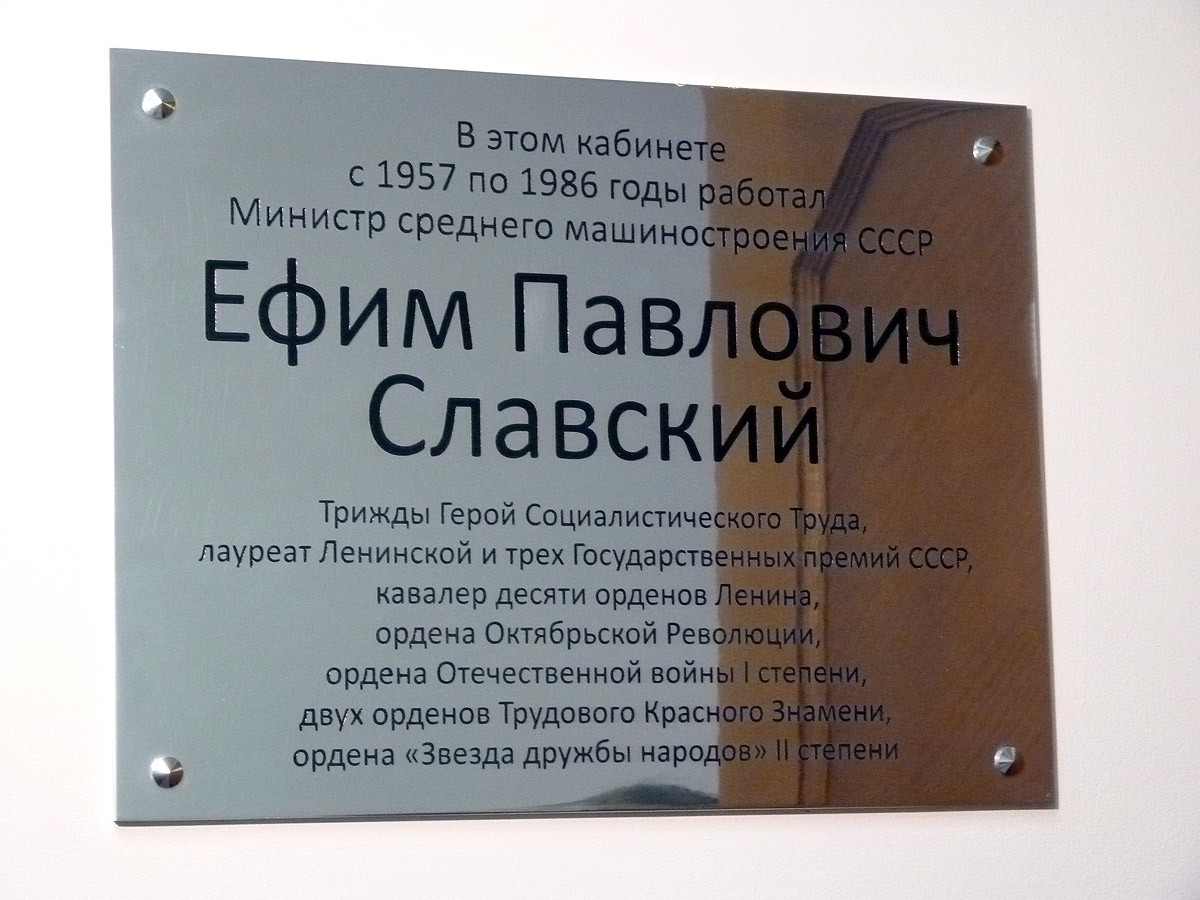 В этом кабинете
с 1957 по 1986 годы работал
Министр среднего машиностроения СССР
Ефим Павлович
Славский
Трижды Герой Социалистического Труда,
лауреат Ленинской и трех Государственных премий СССР,
кавалер десяти орденов Ленина,
ордена Октябрьской Революции,
ордена Отечественной войны I степени,
двух орденов Трудового Красного Знамени,
ордена «Звезда дружбы народов» II степени